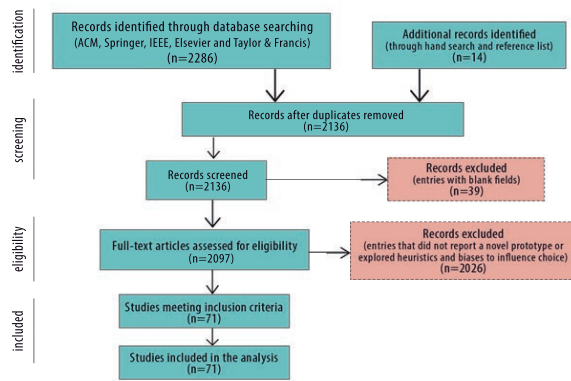 identification
Records identified through database searching
(ACM, Springer, IEEE, Elsevier and Taylor & Francis)
(n=2286)
Additional records identified
(through hand search and reference list)
(n=14)
screening
Records after duplicates removed
(n=2136)
Records screened
(n=2136)
Records excluded
(entries with blank fields)
(n=39)
eligibility
Full-text articles assessed for eligibility
(n=2097)
Records excluded
(entries that did not report a novel prototype or
explored heuristics and biases to influence choice)
(n=2026)
included
Studies meeting inclusion criteria
(n=71)
Studies included in the analysis
(n=71)